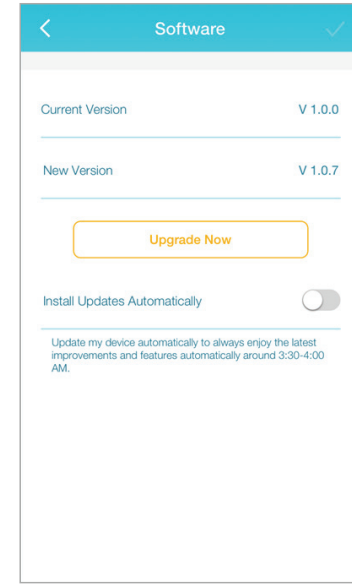 Software
Current Version V 1.0.0
New Version V 1.0.7
Upgrade Now
Install Updates Automatically
Update my device automatically to always enjoy the latest
improvements and features automatically around 3:30-4:00
AM.